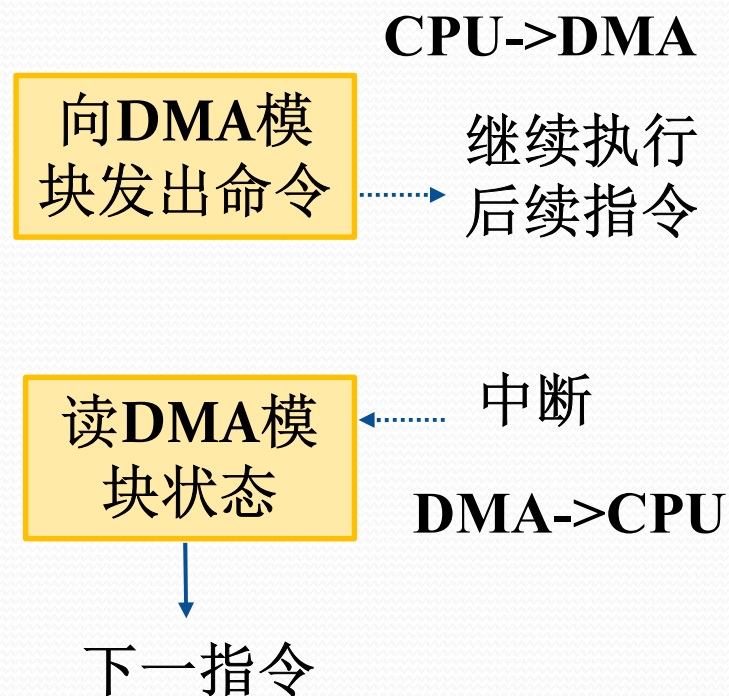 CPU->DMA
向DMA模
块发出命令
继续执行
后续指令
读DMA模
块状态
中断
DMA->CPU
下一指令